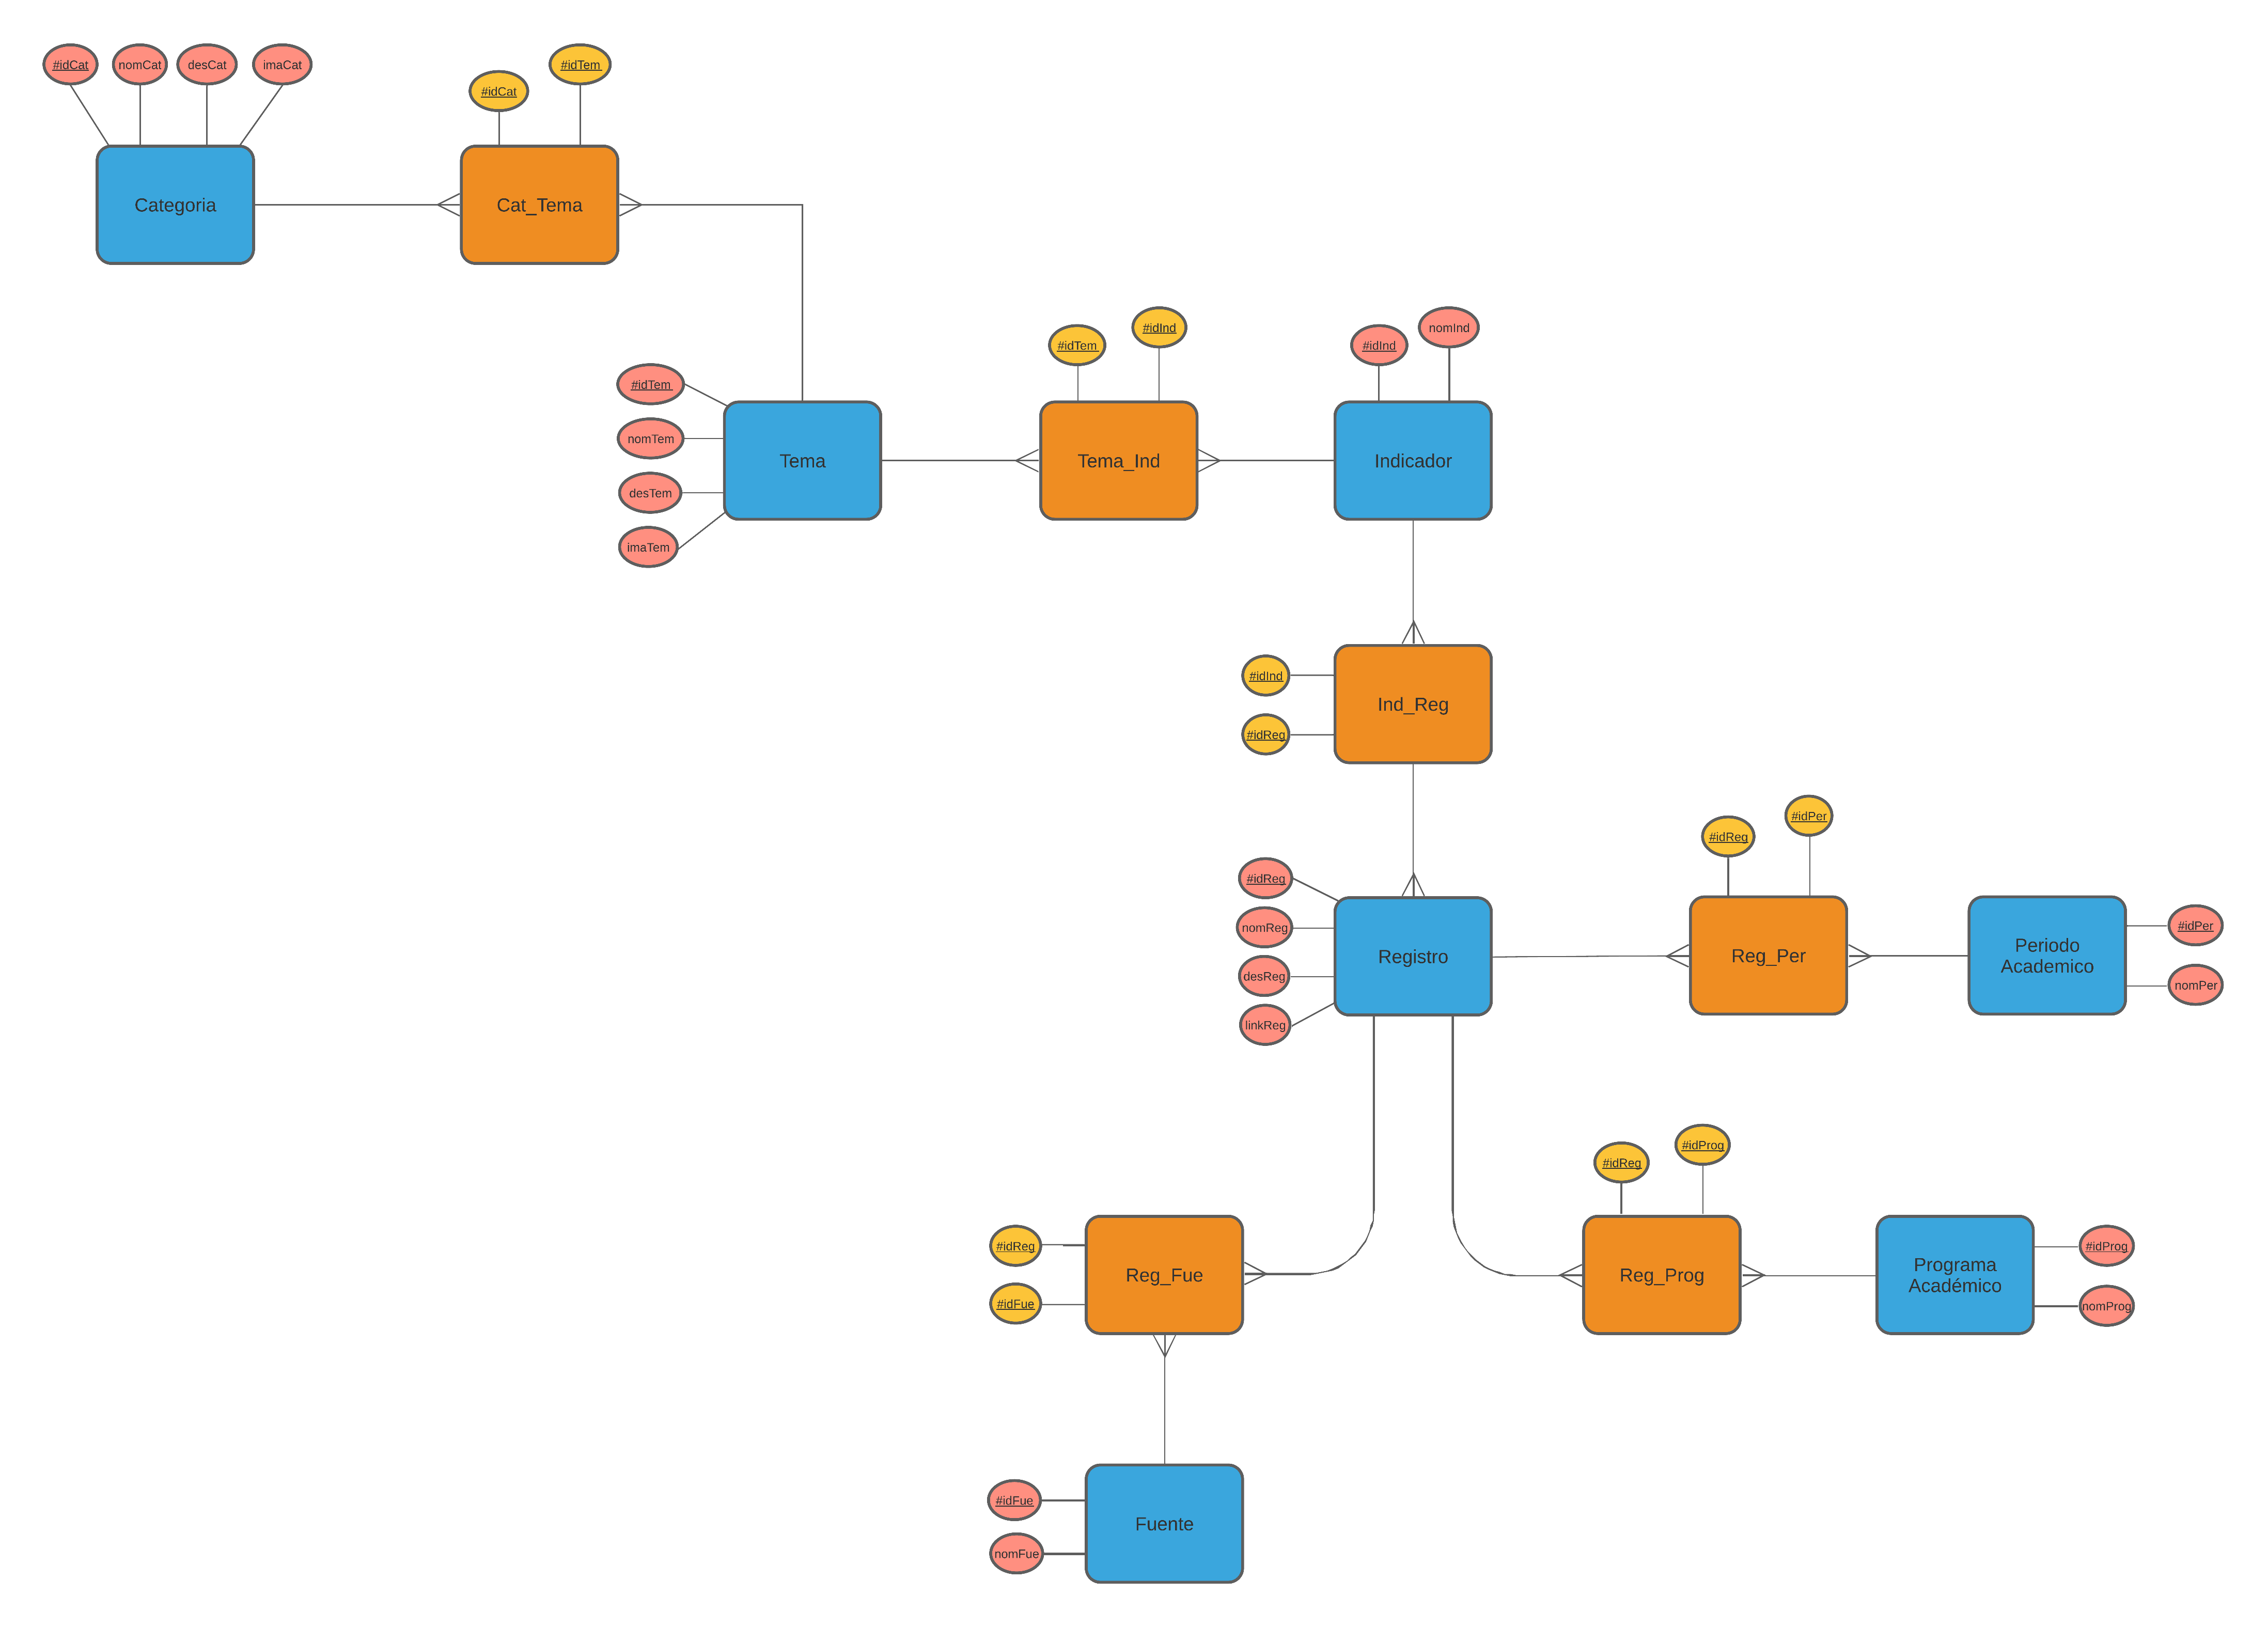 #idCat
nomCat
desCat
imaCat
#idCat
#idTem
Categoria
Cat_Tema
#idTem
nomTem
desTem
imaTem
Tema
#idTem
#idInd
Tema_Ind
#idInd
nomInd
Indicador
#idInd
#idReg
Ind_Reg
#idReg
nomReg
desReg
linkReg
Registro
#idReg
#idPer
Reg_Per
Periodo
Academico
#idPer
nomPer
#idReg
#idFue
Reg_Fue
#idReg
#idProg
Reg_Prog
Programa
Académico
#idProg
nomProg
#idFue
nomFue
Fuente